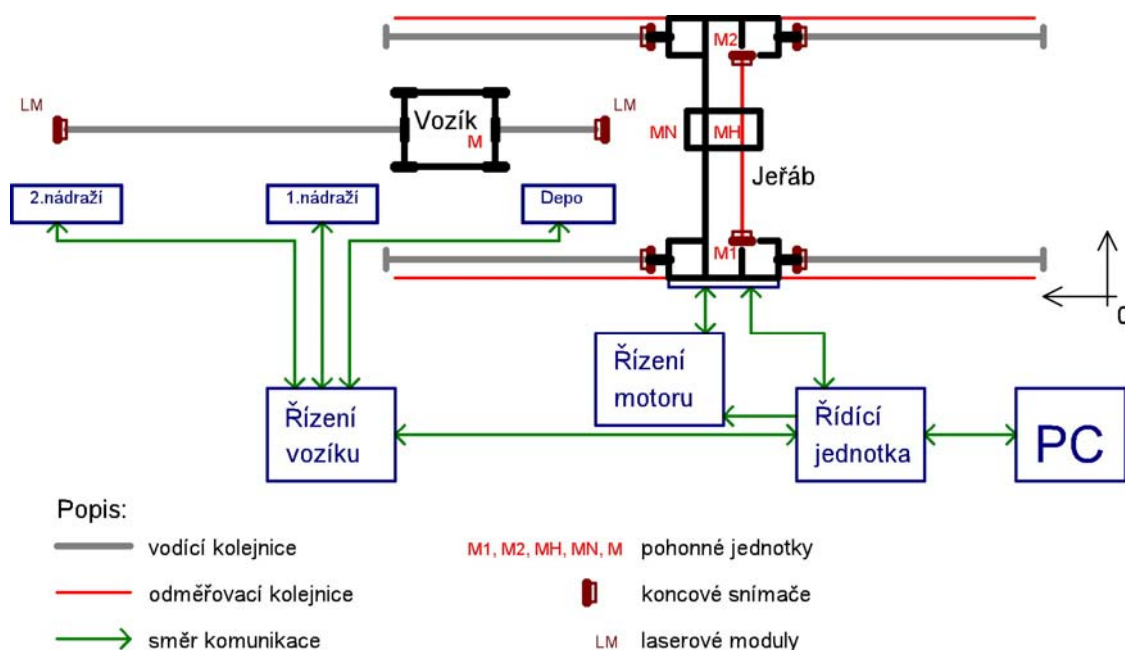 M2
LM
LM
Vozík
M
MN
MH
Jeřáb
2.nádraží
1.nádraží
Depo
M1
0
Řízení
motoru
Řízení
vozíku
Řídící
jednotka
PC
Popis:
vodící kolejnice
M1, M2, MH, MN, M pohonné jednotky
odměřovací kolejnice
koncové snímače
směr komunikace
LM laserové moduly